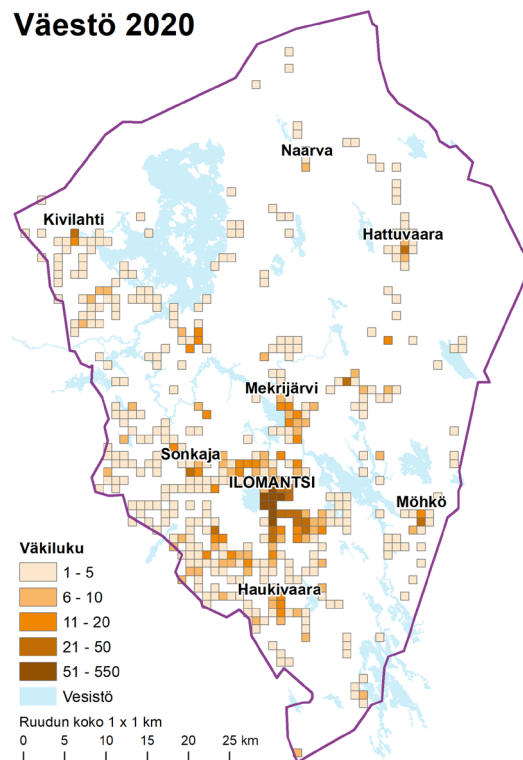 Väestö 2020
Naarva
Kivilahti
Hattuvaara
Mekrijärvi
Sonkaja
ILOMANTSI
Möhkö
Haukivaara
Väkiluku
1 - 5
6 - 10
11 - 20
21 - 50
51 - 550
Vesistö
Ruudun koko 1 x 1 km
0 5 10 15 20 25 km